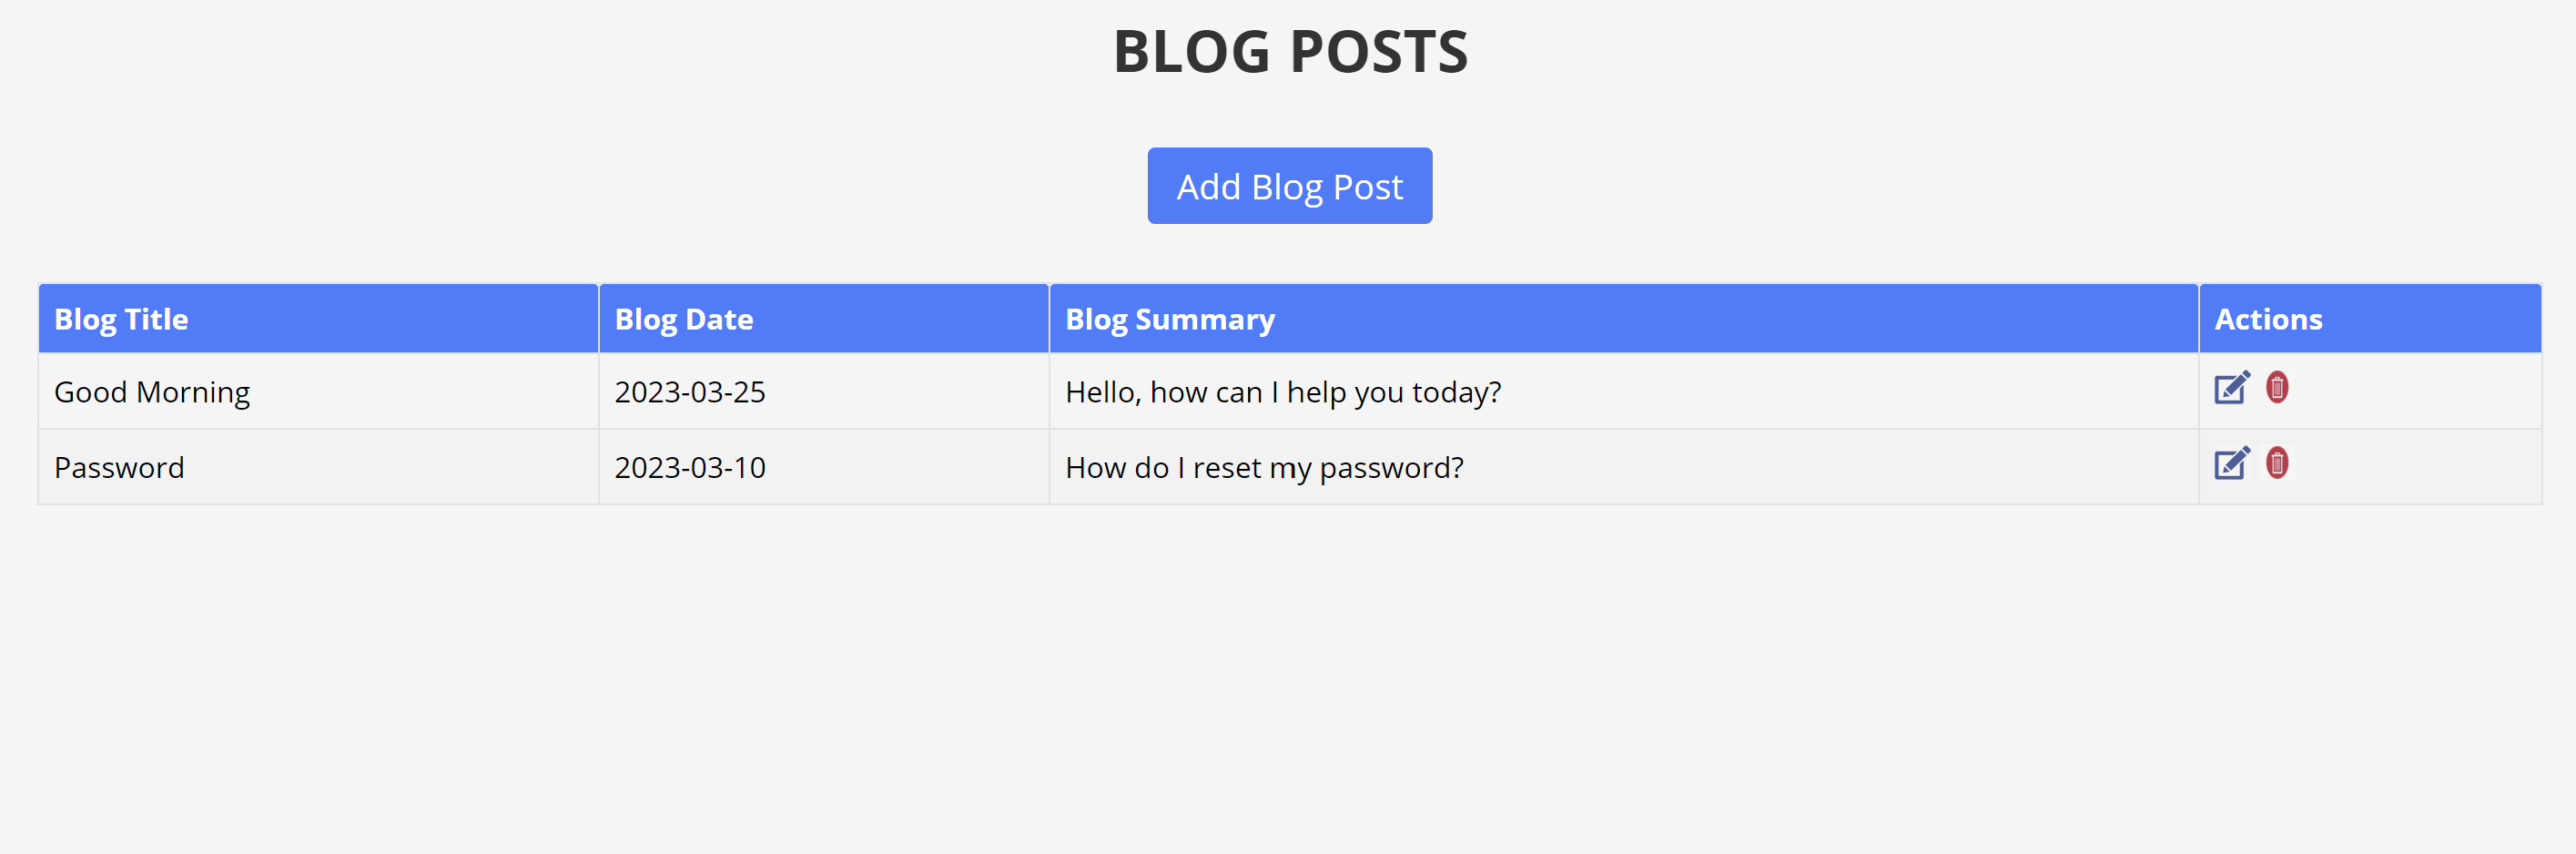 BLOG POSTS
Add Blog Post
Blog Title Blog Date Blog Summary Actions
Good Morning 2023-03-25 Hello, how can I help you today?
Password 2023-03-10 How do I reset my password?